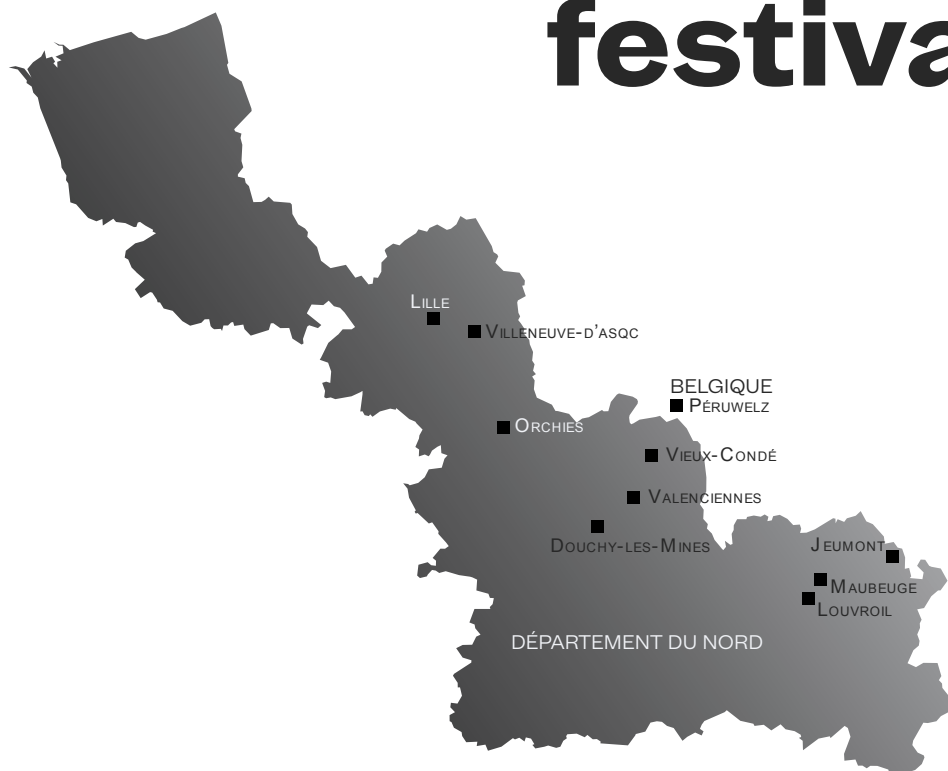 festiva
Lille
Villeneuve-d'asqc
BELGIQUE
Péruwelz
Orchies
Vieux-Condé
Valenciennes
Douchy-les-Mines
Jeumont
Maubeuge
Louvroil
DÉPARTEMENT DU NORD